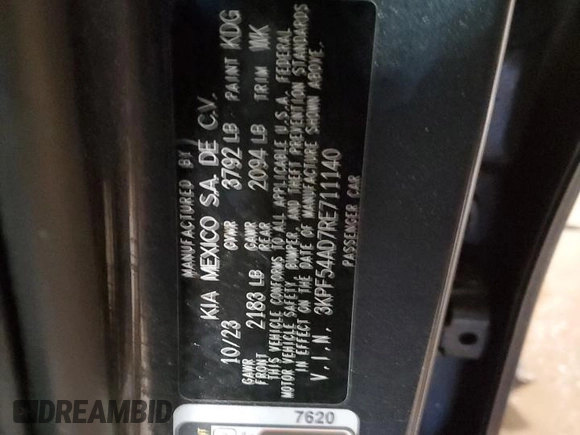 MANUFACTURED BY
KIA MEXICO S.A. DE C.V.
10/23 GVWR 3792 LB PAINT KDG
GAWR FRONT 2183 LB GAWR REAR 2094 LB TRIM WK
THIS VEHICLE CONFORMS TO ALL APPLICABLE U.S.A. FEDERAL
MOTOR VEHICLE SAFETY, BUMPER, AND THEFT PREVENTION STANDARDS
IN EFFECT ON THE DATE OF MANUFACTURE SHOWN ABOVE.
V.I.N. 3KPF54AD7RE711140
PASSENGER CAR
7620
DREAMBID